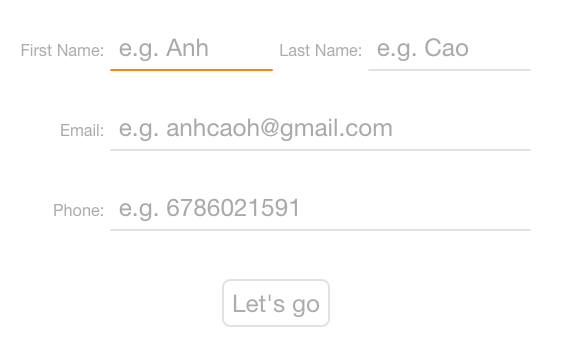 First Name: e.g. Anh Last Name: e.g. Cao
Email: e.g. anhcaoh@gmail.com
Phone: e.g. 6786021591
Let's go